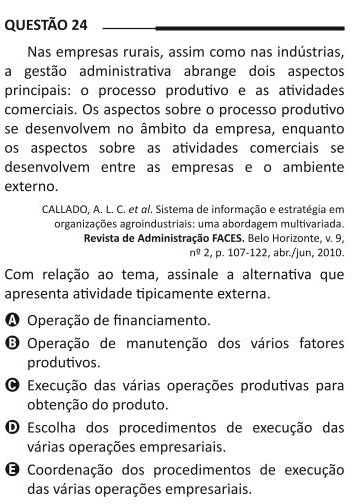 QUESTÃO 24
Nas empresas rurais, assim como nas indústrias,
a gestão administrativa abrange dois aspectos
principais: o processo produtivo e as atividades
comerciais. Os aspectos sobre o processo produtivo
se desenvolvem no âmbito da empresa, enquanto
os aspectos sobre as atividades comerciais se
desenvolvem entre as empresas e o ambiente
externo.
CALLADO, A. L. C. et al. Sistema de informação e estratégia em
organizações agroindustriais: uma abordagem multivariada.
Revista de Administração FACES. Belo Horizonte, v. 9,
nº 2, p. 107-122, abr./jun, 2010.
Com relação ao tema, assinale a alternativa que
apresenta atividade tipicamente externa.
A Operação de financiamento.
B Operação de manutenção dos vários fatores
produtivos.
C Execução das várias operações produtivas para
obtenção do produto.
D Escolha dos procedimentos de execução das
várias operações empresariais.
E Coordenação dos procedimentos de execução
das várias operações empresariais.